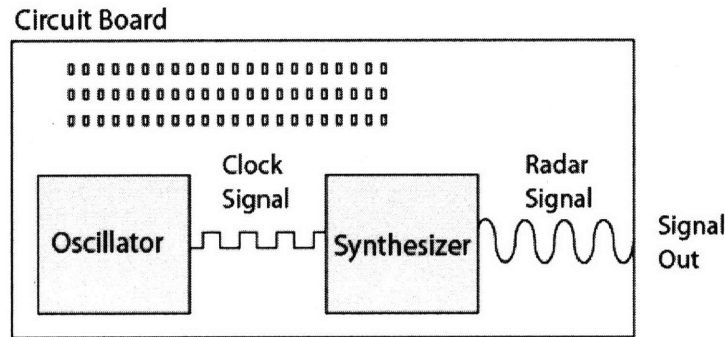 Circuit Board
Clock
Signal
Radar
Signal
Oscillator
Synthesizer
Signal
Out